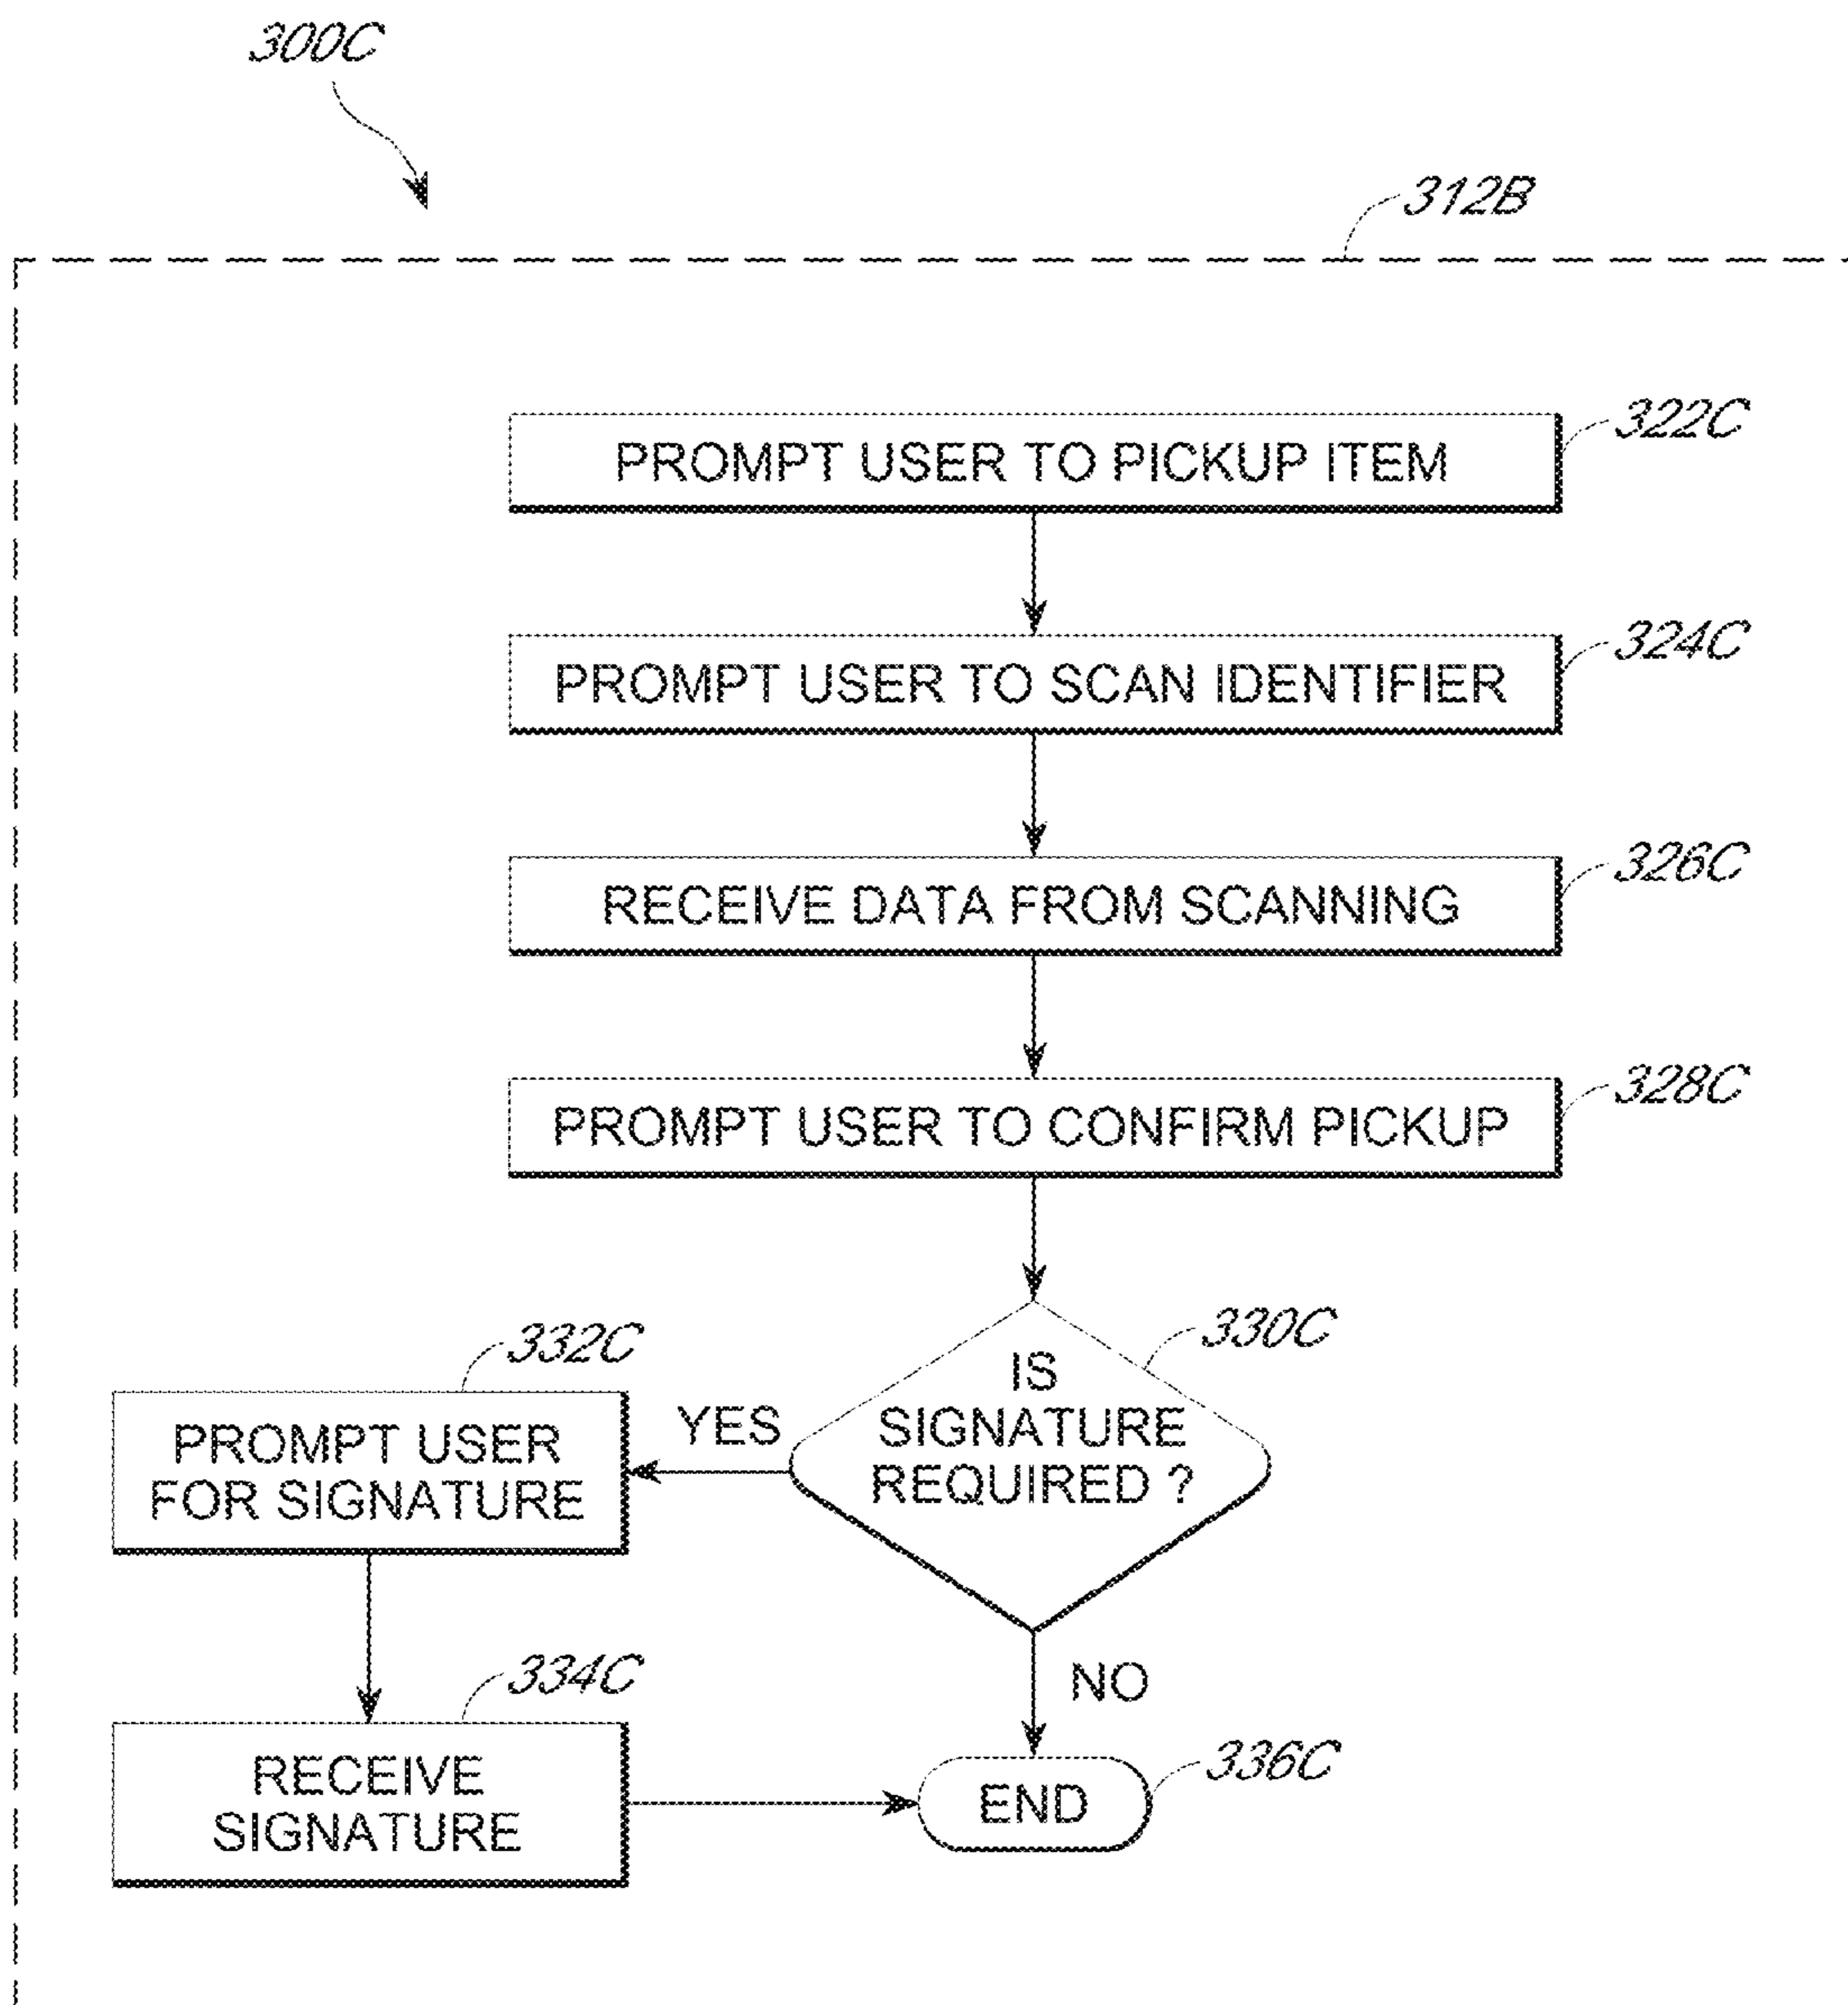 300C
312B
PROMPT USER TO PICKUP ITEM
322C
PROMPT USER TO SCAN IDENTIFIER
324C
RECEIVE DATA FROM SCANNING
326C
PROMPT USER TO CONFIRM PICKUP
328C
330C
IS
SIGNATURE
REQUIRED ?
YES
332C
PROMPT USER
FOR SIGNATURE
NO
334C
RECEIVE
SIGNATURE
END
336C